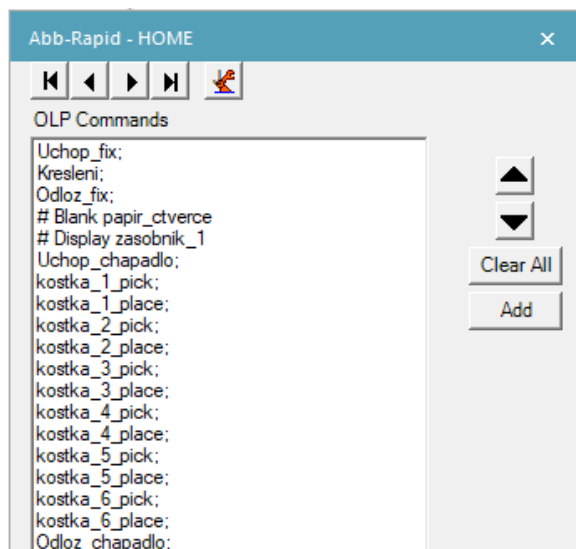 Abb-Rapid - HOME
OLP Commands
Uchop_fix;
Kresleni;
Odloz_fix;
# Blank papir_ctverce
# Display zasobnik_1
Uchop_chapadlo;
kostka_1_pick;
kostka_1_place;
kostka_2_pick;
kostka_2_place;
kostka_3_pick;
kostka_3_place;
kostka_4_pick;
kostka_4_place;
kostka_5_pick;
kostka_5_place;
kostka_6_pick;
kostka_6_place;
Odloz_chapadlo;
Clear All
Add